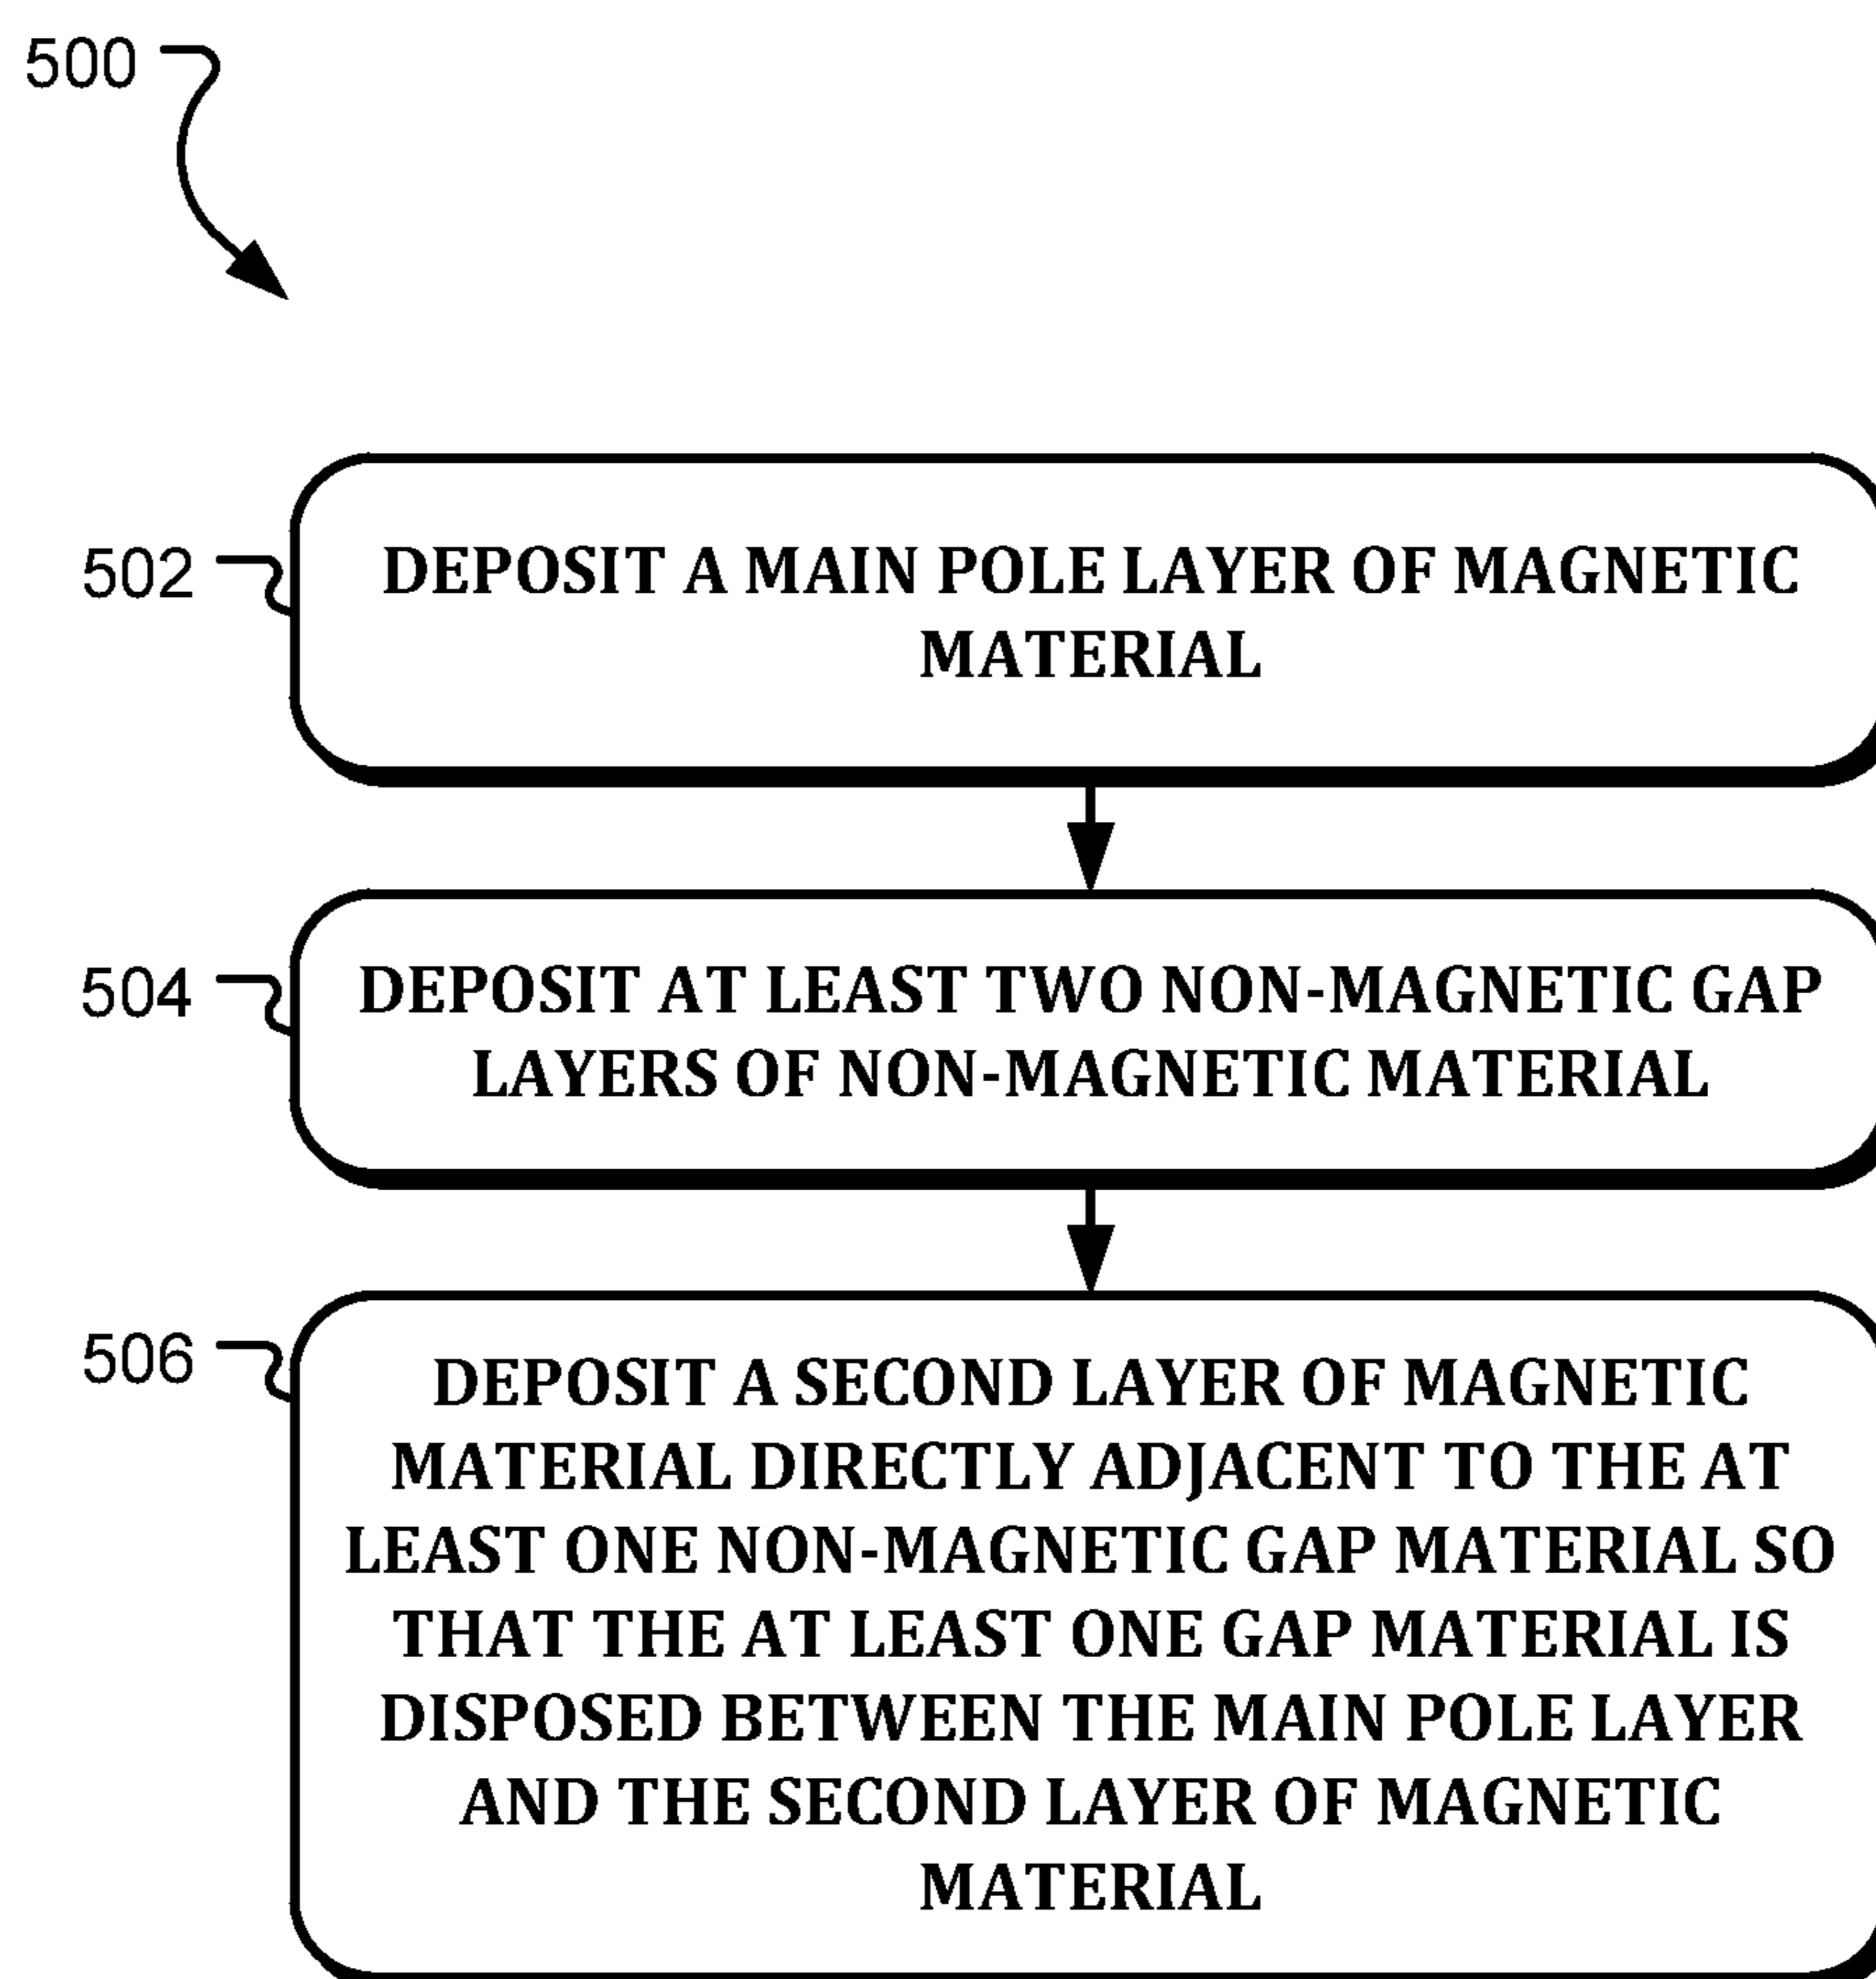 500
502
DEPOSIT A MAIN POLE LAYER OF MAGNETIC
MATERIAL
504
DEPOSIT AT LEAST TWO NON-MAGNETIC GAP
LAYERS OF NON-MAGNETIC MATERIAL
506
DEPOSIT A SECOND LAYER OF MAGNETIC
MATERIAL DIRECTLY ADJACENT TO THE AT
LEAST ONE NON-MAGNETIC GAP MATERIAL SO
THAT THE AT LEAST ONE GAP MATERIAL IS
DISPOSED BETWEEN THE MAIN POLE LAYER
AND THE SECOND LAYER OF MAGNETIC
MATERIAL